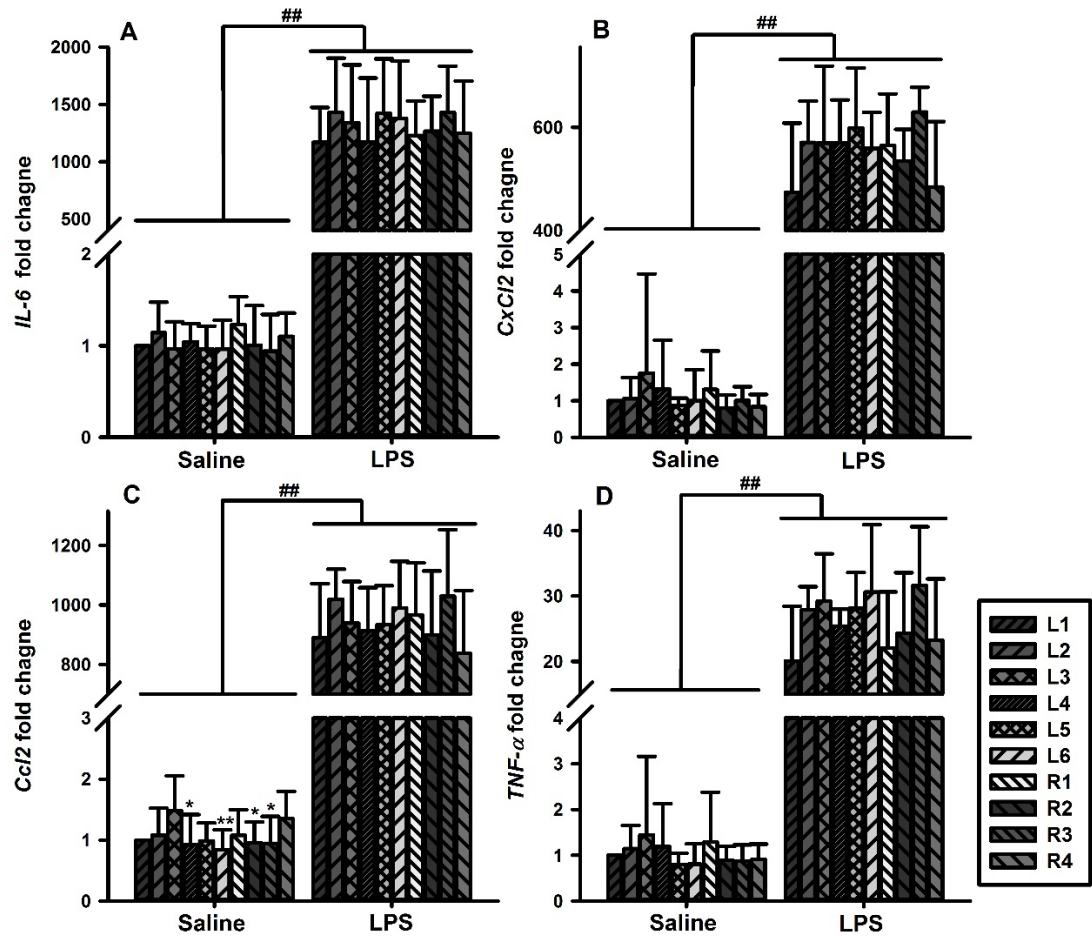 A
##
2000
1500
1000
500
2
1
0
IL-6 fold chagne
Saline
LPS
B
##
600
400
5
4
3
2
1
0
CxCl2 fold chagne
Saline
LPS
C
##
1200
1000
800
3
2
1
0
Ccl2 fold chagne
*
**
*
*
Saline
LPS
D
##
40
30
20
4
3
2
1
0
TNF-α fold chagne
Saline
LPS
L1
L2
L3
L4
L5
L6
R1
R2
R3
R4